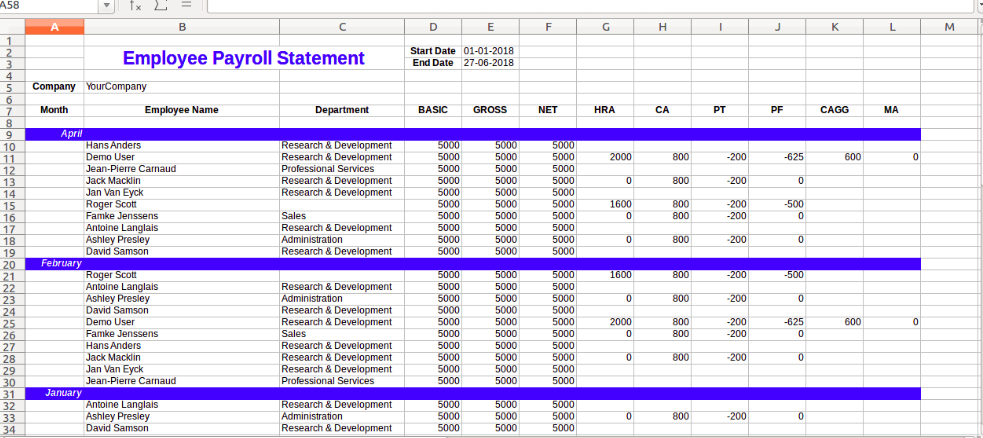 A58
A B C D E F G H I J K L M
1
2 Employee Payroll Statement Start Date 01-01-2018
3 End Date 27-06-2018
4
5 Company YourCompany
6
7 Month Employee Name Department BASIC GROSS NET HRA CA PT PF CAGG MA
8
9 April
10 Hans Anders Research & Development 5000 5000 5000
11 Demo User Research & Development 5000 5000 5000 2000 800 -200 -625 600 0
12 Jean-Pierre Carnaud Professional Services 5000 5000 5000
13 Jack Macklin Research & Development 5000 5000 5000 0 800 -200 0
14 Jan Van Eyck Research & Development 5000 5000 5000
15 Roger Scott 5000 5000 5000 1600 800 -200 -500
16 Famke Jenssens Sales 5000 5000 5000 0 800 -200 0
17 Antoine Langlais Research & Development 5000 5000 5000
18 Ashley Presley Administration 5000 5000 5000 0 800 -200 0
19 David Samson Research & Development 5000 5000 5000
20 February
21 Roger Scott 5000 5000 5000 1600 800 -200 -500
22 Antoine Langlais Research & Development 5000 5000 5000
23 Ashley Presley Administration 5000 5000 5000 0 800 -200 0
24 David Samson Research & Development 5000 5000 5000
25 Demo User Research & Development 5000 5000 5000 2000 800 -200 -625 600 0
26 Famke Jenssens Sales 5000 5000 5000 0 800 -200 0
27 Hans Anders Research & Development 5000 5000 5000
28 Jack Macklin Research & Development 5000 5000 5000 0 800 -200 0
29 Jan Van Eyck Research & Development 5000 5000 5000
30 Jean-Pierre Carnaud Professional Services 5000 5000 5000
31 January
32 Antoine Langlais Research & Development 5000 5000 5000
33 Ashley Presley Administration 5000 5000 5000 0 800 -200 0
34 David Samson Research & Development 5000 5000 5000